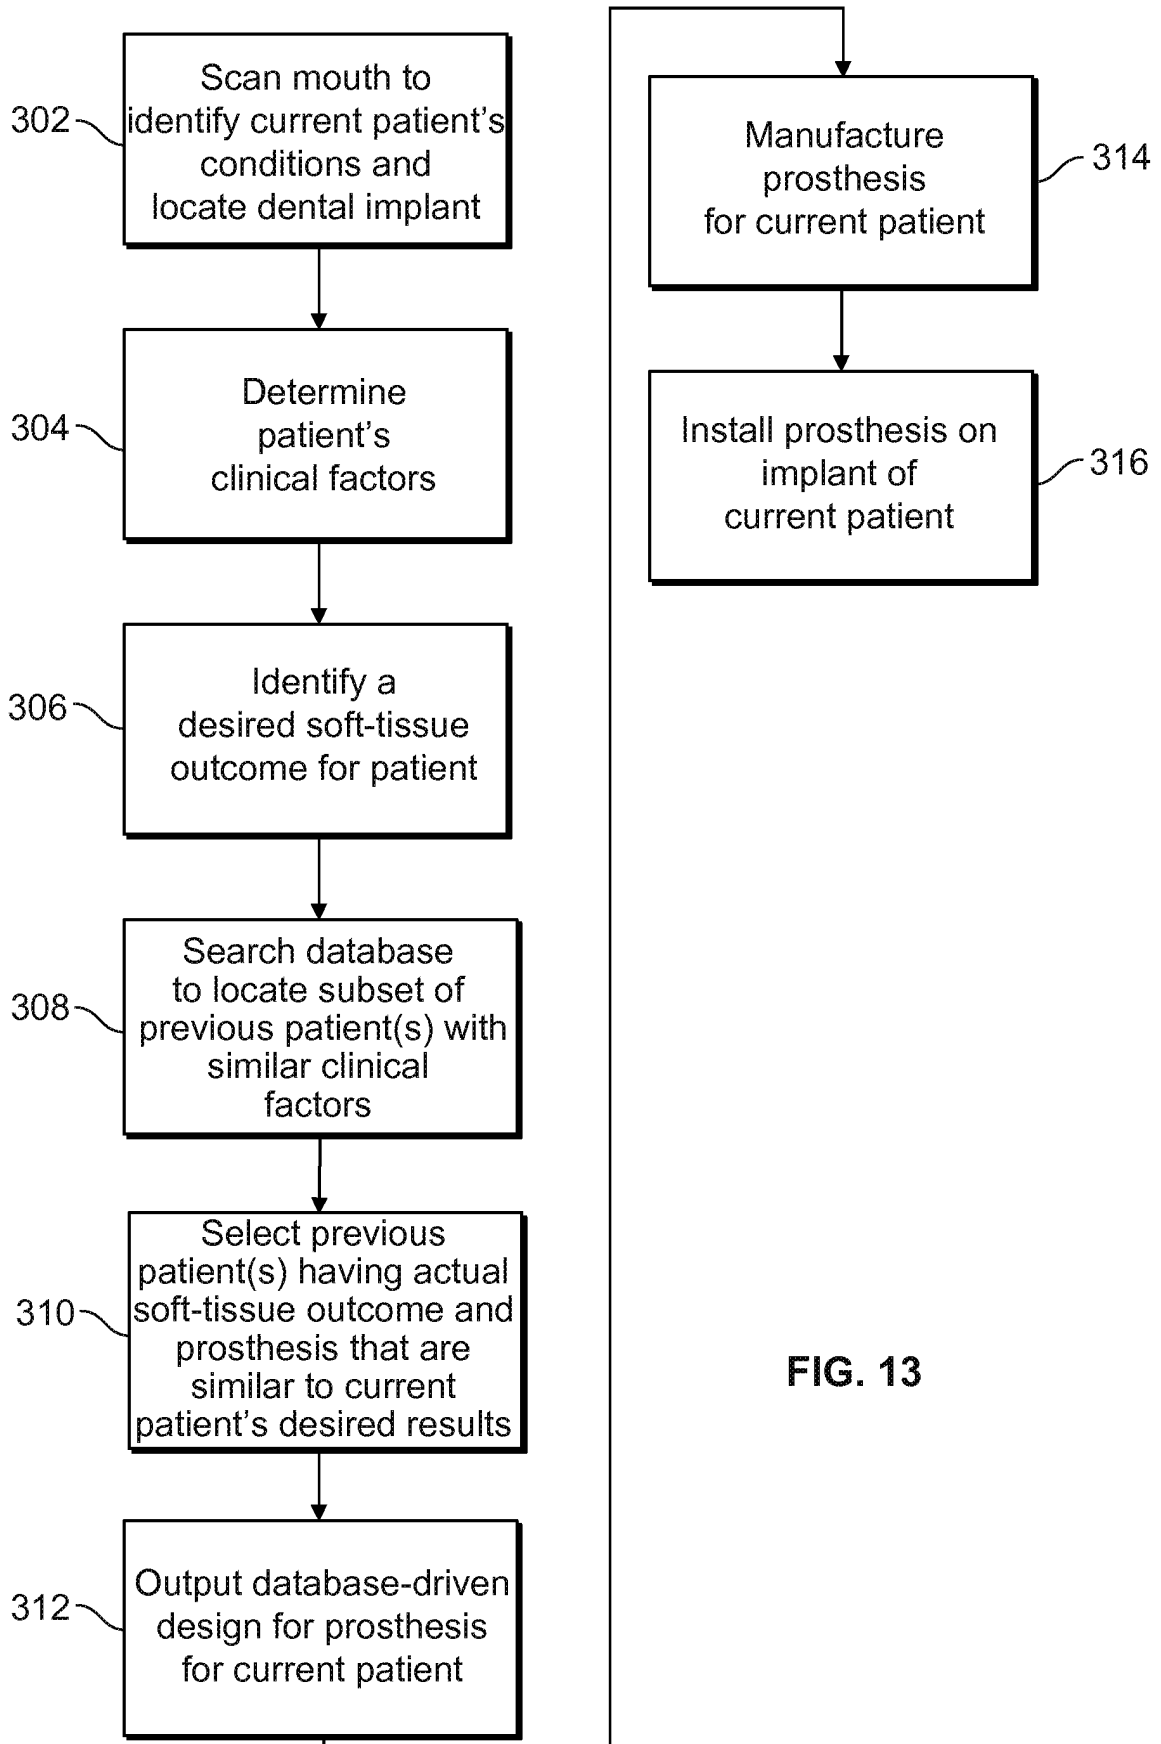 302
Scan mouth to
identify current patient's
conditions and
locate dental implant
304
Determine
patient's
clinical factors
306
Identify a
desired soft-tissue
outcome for patient
308
Search database
to locate subset of
previous patient(s) with
similar clinical
factors
310
Select previous
patient(s) having actual
soft-tissue outcome and
prosthesis that are
similar to current
patient's desired results
312
Output database-driven
design for prosthesis
for current patient
Manufacture
prosthesis
for current patient
314
Install prosthesis on
implant of
current patient
316
FIG. 13